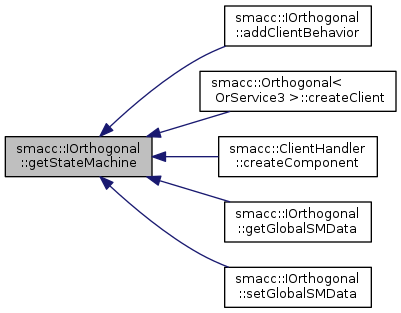 smacc::IOrthogonal
::addClientBehavior
smacc::Orthogonal<
OrService3 >::createClient
smacc::IOrthogonal
::getStateMachine
smacc::ClientHandler
::createComponent
smacc::IOrthogonal
::getGlobalSMData
smacc::IOrthogonal
::setGlobalSMData